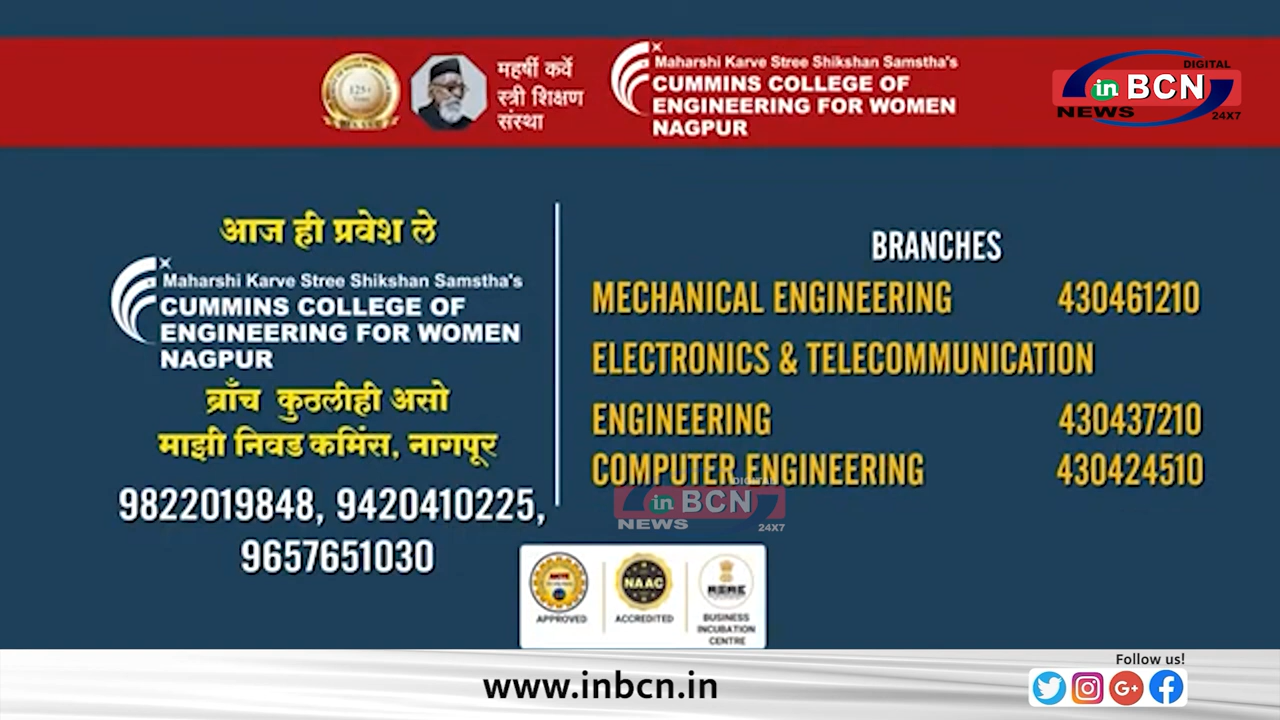 महर्षी कर्वे
स्त्री शिक्षण
संस्था
Maharshi Karve Stree Shikshan Samstha's
CUMMINS COLLEGE OF
ENGINEERING FOR WOMEN
NAGPUR
DIGITAL
in BCN
NEWS
24X7
आज ही प्रवेश ले
Maharshi Karve Stree Shikshan Samstha's
CUMMINS COLLEGE OF
ENGINEERING FOR WOMEN
NAGPUR
ब्राँच कुठलीही असो
माझी निवड कमिंस, नागपूर
9822019848, 9420410225,
9657651030
BRANCHES
MECHANICAL ENGINEERING 430461210
ELECTRONICS & TELECOMMUNICATION
ENGINEERING 430437210
COMPUTER ENGINEERING 430424510
DIGITAL
in BCN
NEWS
24X7
APPROVED
NAAC
ACCREDITED
BUSINESS
INCUBATION
CENTRE
www.inbcn.in
Follow us!